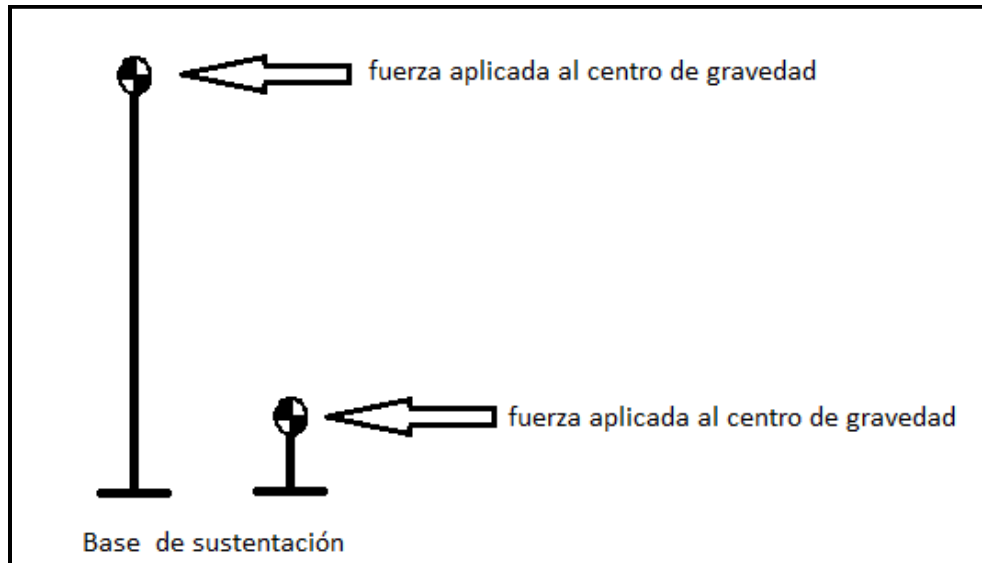 fuerza aplicada al centro de gravedad
fuerza aplicada al centro de gravedad
Base de sustentación